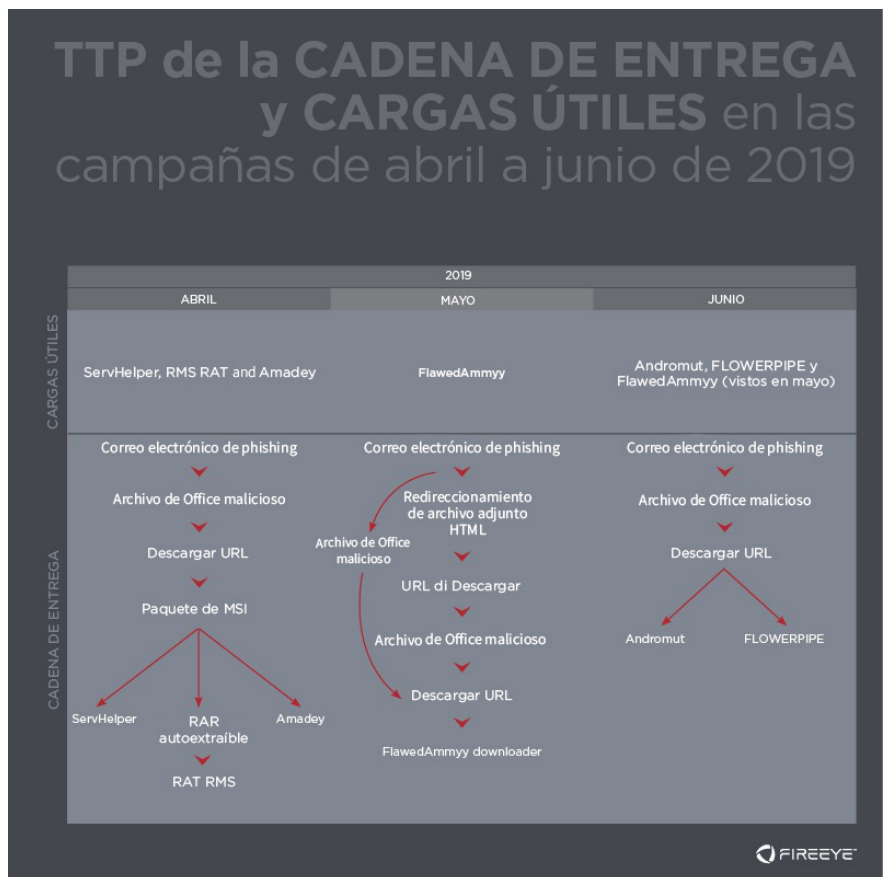 TTP de la CADENA DE ENTREGA
y CARGAS ÚTILES en las
campañas de abril a junio de 2019
2019
ABRIL
MAYO
JUNIO
CARGAS ÚTILES
ServHelper, RMS RAT and Amadey
FlawedAmmyy
Andromut, FLOWERPIPE y
FlawedAmmyy (vistos en mayo)
CADENA DE ENTREGA
Correo electrónico de phishing
Archivo de Office malicioso
Descargar URL
Paquete de MSI
ServHelper
RAR
autoextraíble
Amadey
RAT RMS
Correo electrónico de phishing
Redireccionamiento
de archivo adjunto
HTML
Archivo de Office
malicioso
URL di Descargar
Archivo de Office malicioso
Descargar URL
FlawedAmmyy downloader
Correo electrónico de phishing
Archivo de Office malicioso
Descargar URL
Andromut
FLOWERPIPE
FIREEYE™